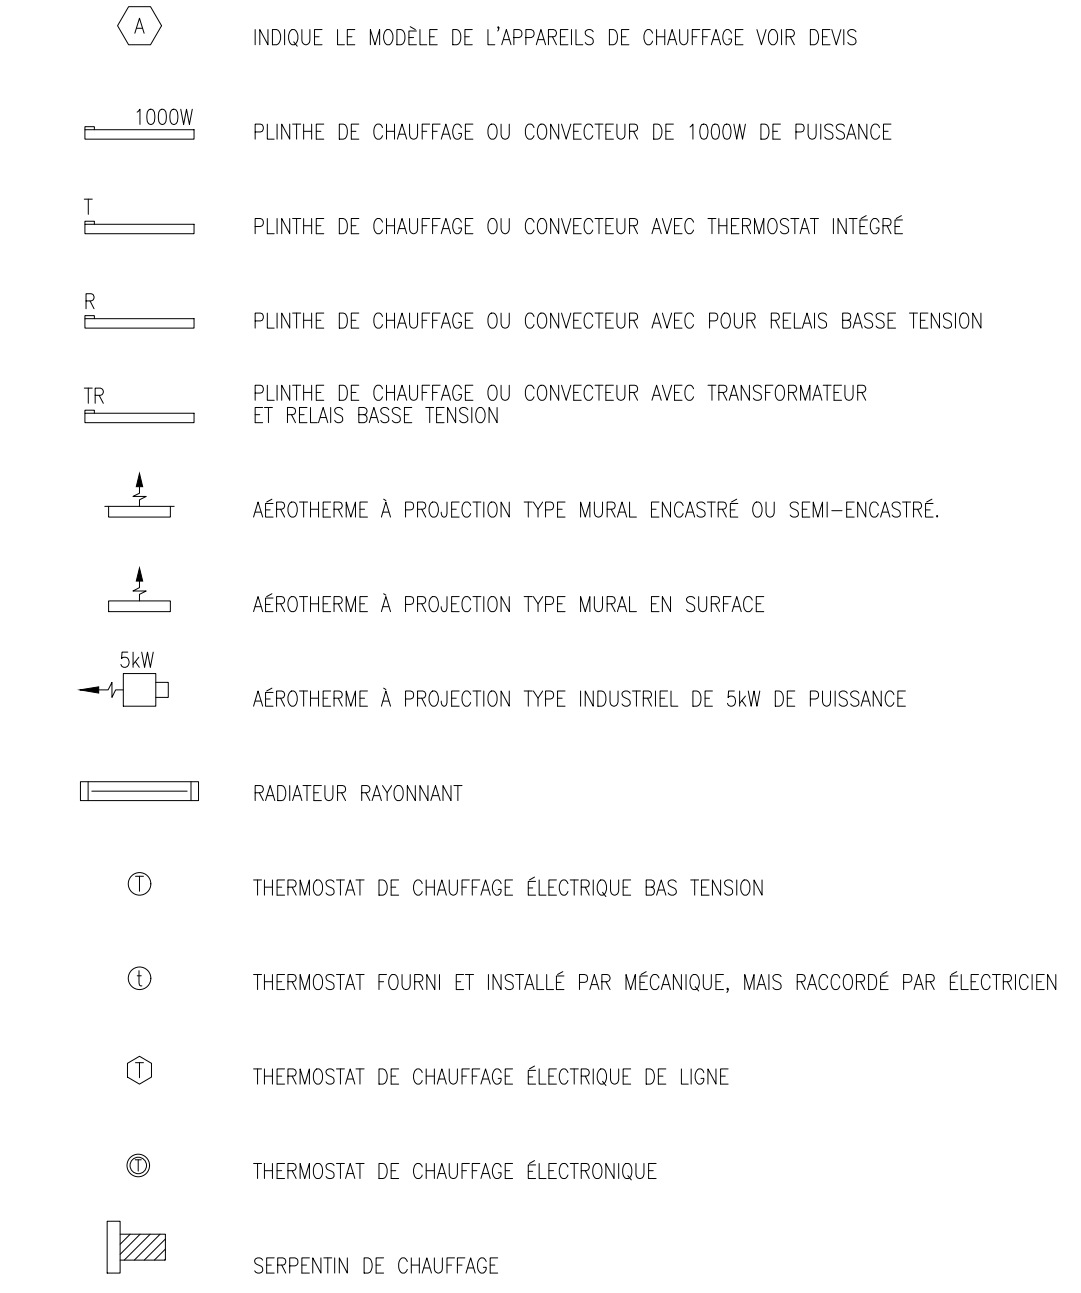 A
INDIQUE LE MODÈLE DE L'APPAREILS DE CHAUFFAGE VOIR DEVIS
1000W
PLINTHE DE CHAUFFAGE OU CONVECTEUR DE 1000W DE PUISSANCE
T
PLINTHE DE CHAUFFAGE OU CONVECTEUR AVEC THERMOSTAT INTÉGRÉ
R
PLINTHE DE CHAUFFAGE OU CONVECTEUR AVEC POUR RELAIS BASSE TENSION
TR
PLINTHE DE CHAUFFAGE OU CONVECTEUR AVEC TRANSFORMATEUR
ET RELAIS BASSE TENSION
AÉROTHERME À PROJECTION TYPE MURAL ENCASTRÉ OU SEMI-ENCASTRÉ.
AÉROTHERME À PROJECTION TYPE MURAL EN SURFACE
5kW
AÉROTHERME À PROJECTION TYPE INDUSTRIEL DE 5kW DE PUISSANCE
RADIATEUR RAYONNANT
T
THERMOSTAT DE CHAUFFAGE ÉLECTRIQUE BAS TENSION
t
THERMOSTAT FOURNI ET INSTALLÉ PAR MÉCANIQUE, MAIS RACCORDÉ PAR ÉLECTRICIEN
T
THERMOSTAT DE CHAUFFAGE ÉLECTRIQUE DE LIGNE
T
THERMOSTAT DE CHAUFFAGE ÉLECTRONIQUE
SERPENTIN DE CHAUFFAGE